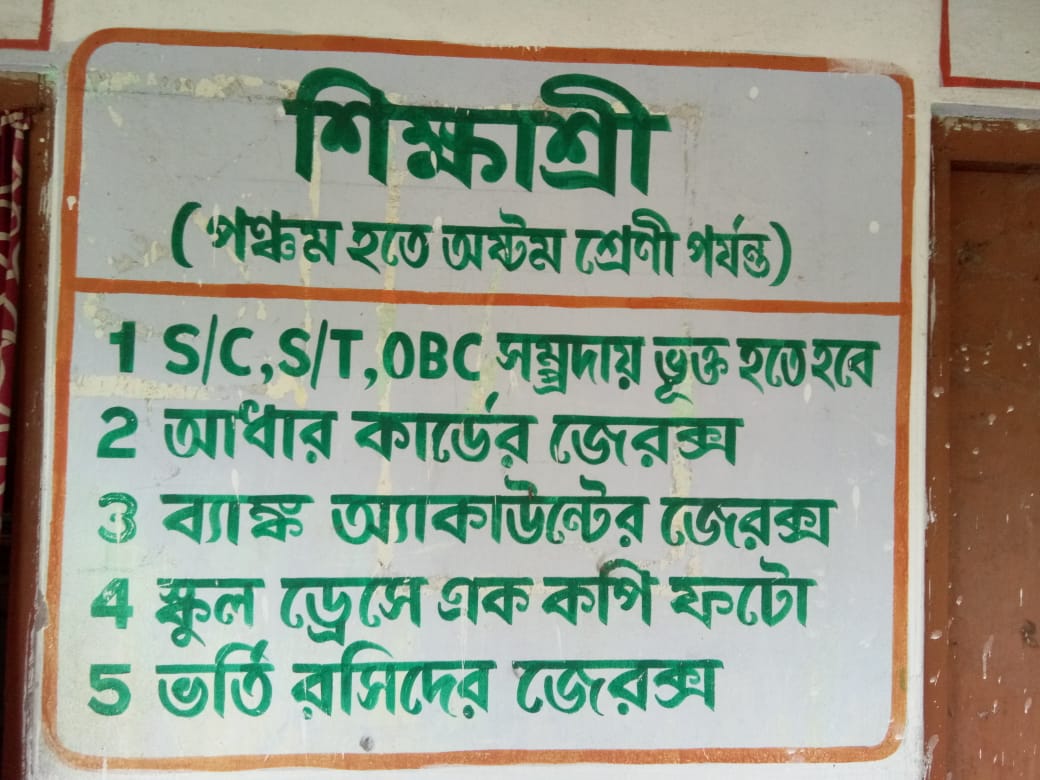 শিক্ষাশ্রী
(পঞ্চম হতে অষ্টম শ্রেণী পর্যন্ত)
1 S/C,S/T,OBC সম্প্রদায় ভূক্ত হতে হবে
2 আধার কার্ডের জেরক্স
3 ব্যাঙ্ক অ্যাকাউন্টের জেরক্স
4 স্কুল ড্রেসে এক কপি ফটো
5 ভর্তি রসিদের জেরক্স